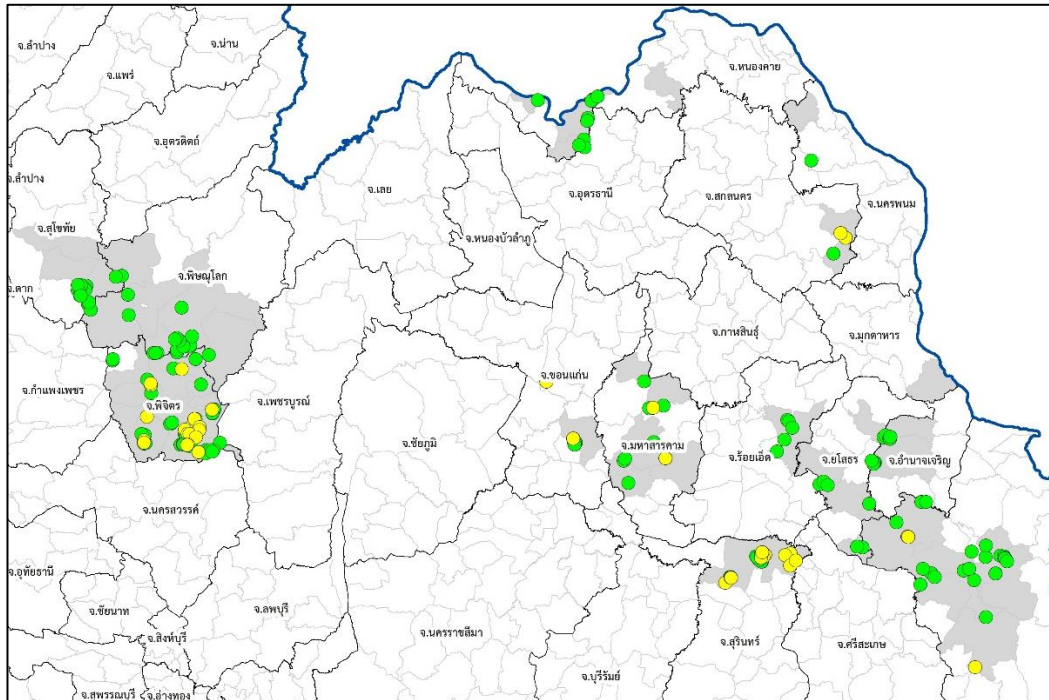 จ.ลำปาง
จ.น่าน
จ.แพร่
จ.หนองคาย
จ.อุตรดิตถ์
จ.ลำปาง
จ.เลย
จ.อุดรธานี
จ.สกลนคร
จ.นครพนม
จ.สุโขทัย
จ.หนองบัวลำภู
จ.พิษณุโลก
จ.ตาก
จ.กาฬสินธุ์
จ.มุกดาหาร
จ.ขอนแก่น
จ.กำแพงเพชร
จ.เพชรบูรณ์
จ.พิจิตร
จ.ชัยภูมิ
จ.มหาสารคาม
จ.ร้อยเอ็ด
จ.ยโสธร
จ.อำนาจเจริญ
จ.นครสวรรค์
จ.อุทัยธานี
จ.ชัยนาท
จ.ลพบุรี
จ.สิงห์บุรี
จ.นครราชสีมา
จ.สุรินทร์
จ.ศรีสะเกษ
จ.บุรีรัมย์
จ.สุพรรณบุรี
จ.อ่างทอง